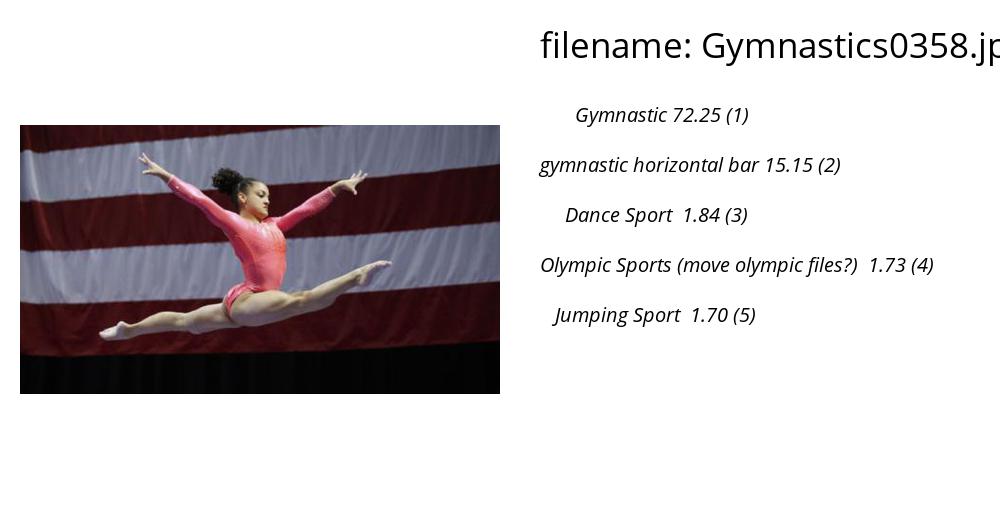 filename: Gymnastics0358.jp
Gymnastic 72.25 (1)
gymnastic horizontal bar 15.15 (2)
Dance Sport 1.84 (3)
Olympic Sports (move olympic files?) 1.73 (4)
Jumping Sport 1.70 (5)